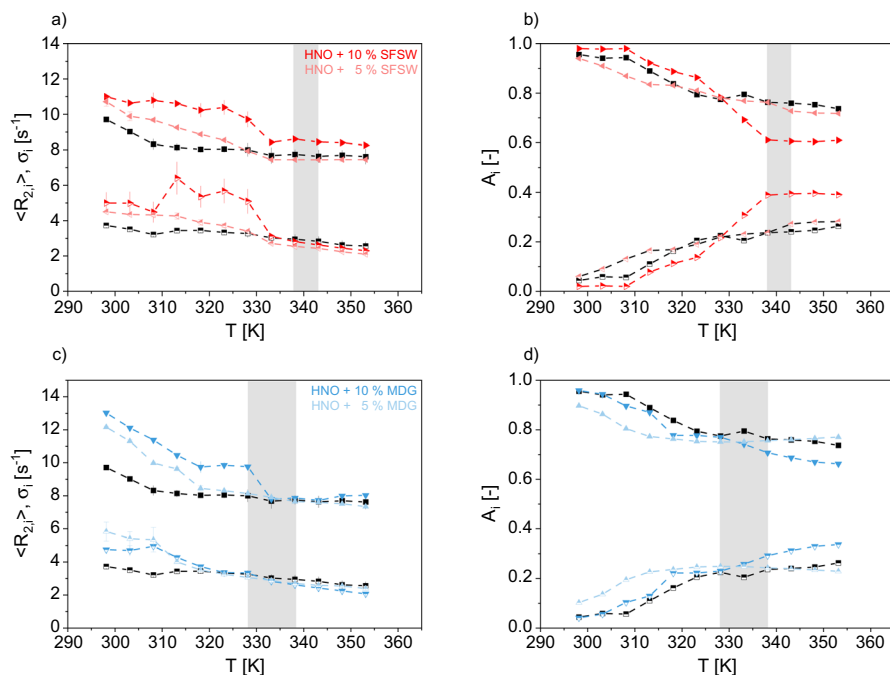 a)
14
12
10
8
6
4
2
0
<R2,i>, σi [s-1]
HNO + 10 % SFSW
HNO + 5 % SFSW
290 300 310 320 330 340 350 360
T [K]
b)
1.0
0.8
0.6
0.4
0.2
0.0
Ai [-]
290 300 310 320 330 340 350 360
T [K]
c)
14
12
10
8
6
4
2
0
<R2,i>, σi [s-1]
HNO + 10 % MDG
HNO + 5 % MDG
290 300 310 320 330 340 350 360
T [K]
d)
1.0
0.8
0.6
0.4
0.2
0.0
Ai [-]
290 300 310 320 330 340 350 360
T [K]